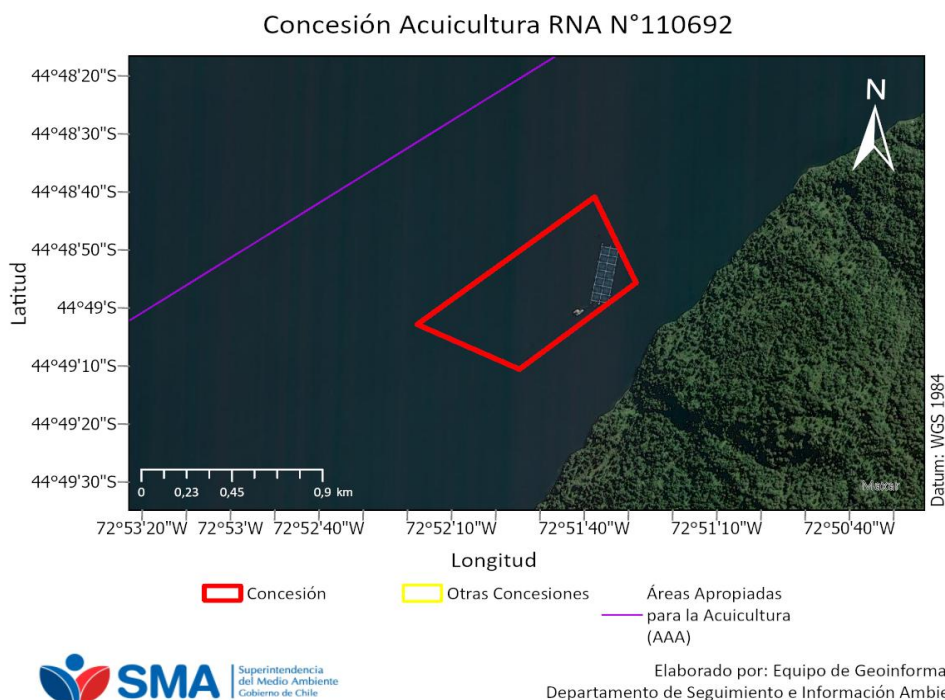 Concesión Acuicultura RNA N°110692
N
44°48'20"S
44°48'30"S
44°48'40"S
44°48'50"S
44°49'S
44°49'10"S
44°49'20"S
44°49'30"S
Latitud
Datum: WGS 1984
0 0,23 0,45 0,9 km
Maxar
72°53'20"W 72°53'W 72°52'40"W 72°52'10"W 72°51'40"W 72°51'10"W 72°50'40"W
Longitud
Concesión
Otras Concesiones
Áreas Apropiadas
para la Acuicultura
(AAA)
SMA
Superintendencia
del Medio Ambiente
Gobierno de Chile
Elaborado por: Equipo de Geoinforma
Departamento de Seguimiento e Información Ambie